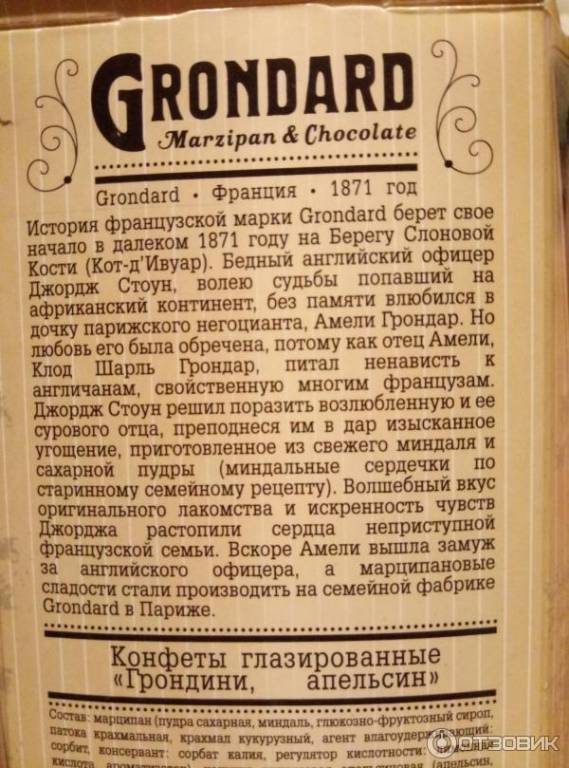 GRONDARD
Marzipan & Chocolate
Grondard • Франция • 1871 год
История французской марки Grondard берет свое
начало в далеком 1871 году на Берегу Слоновой
Кости (Кот-д'Ивуар). Бедный английский офицер
Джордж Стоун, волею судьбы попавший на
африканский континент, без памяти влюбился в
дочку парижского негоцианта, Амели Грондар. Но
любовь его была обречена, потому как отец Амели,
Клод Шарль Грондар, питал ненависть к
англичанам, свойственную многим французам.
Джордж Стоун решил поразить возлюбленную и ее
сурового отца, преподнеся им в дар изысканное
угощение, приготовленное из свежего миндаля и
сахарной пудры (миндальные сердечки по
старинному семейному рецепту). Волшебный вкус
оригинального лакомства и искренность чувств
Джорджа растопили сердца неприступной
французской семьи. Вскоре Амели вышла замуж
за английского офицера, а марципановые
сладости стали производить на семейной фабрике
Grondard в Париже.
Конфеты глазированные
«Грондини, апельсин»
Состав: марципан (пудра сахарная, миндаль, глюкозно-фруктозный сироп,
патока крахмальная, крахмал кукурузный, агент влагоудерживающий:
сорбит, консервант: сорбат калия, регулятор кислотности:
кислота
апельсиновая (апельсин,
ОТЗОВИК